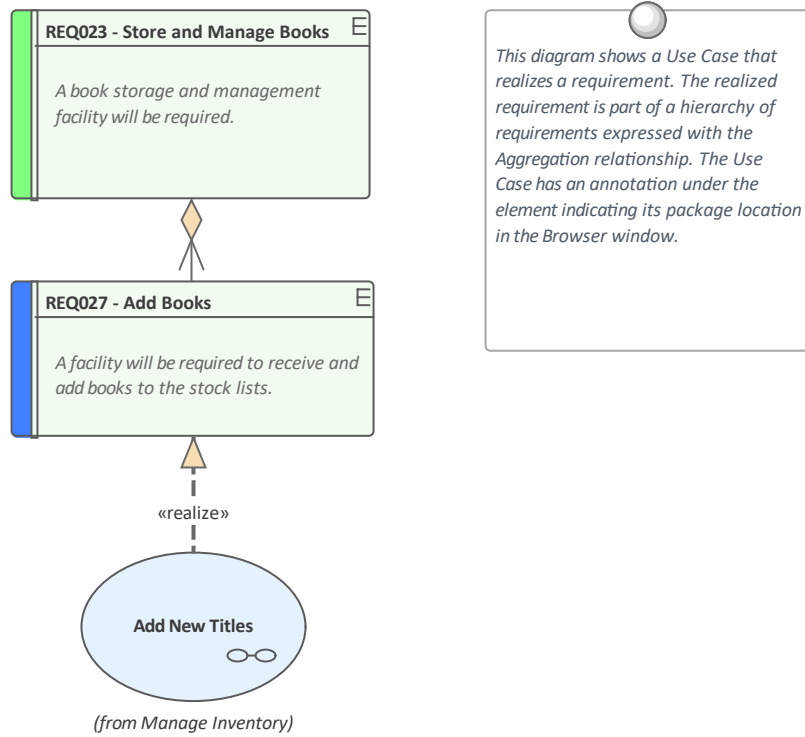 REQ023 - Store and Manage Books E
A book storage and management
facility will be required.
REQ027 - Add Books E
A facility will be required to receive and
add books to the stock lists.
«realize»
Add New Titles
(from Manage Inventory)
This diagram shows a Use Case that
realizes a requirement. The realized
requirement is part of a hierarchy of
requirements expressed with the
Aggregation relationship. The Use
Case has an annotation under the
element indicating its package location
in the Browser window.